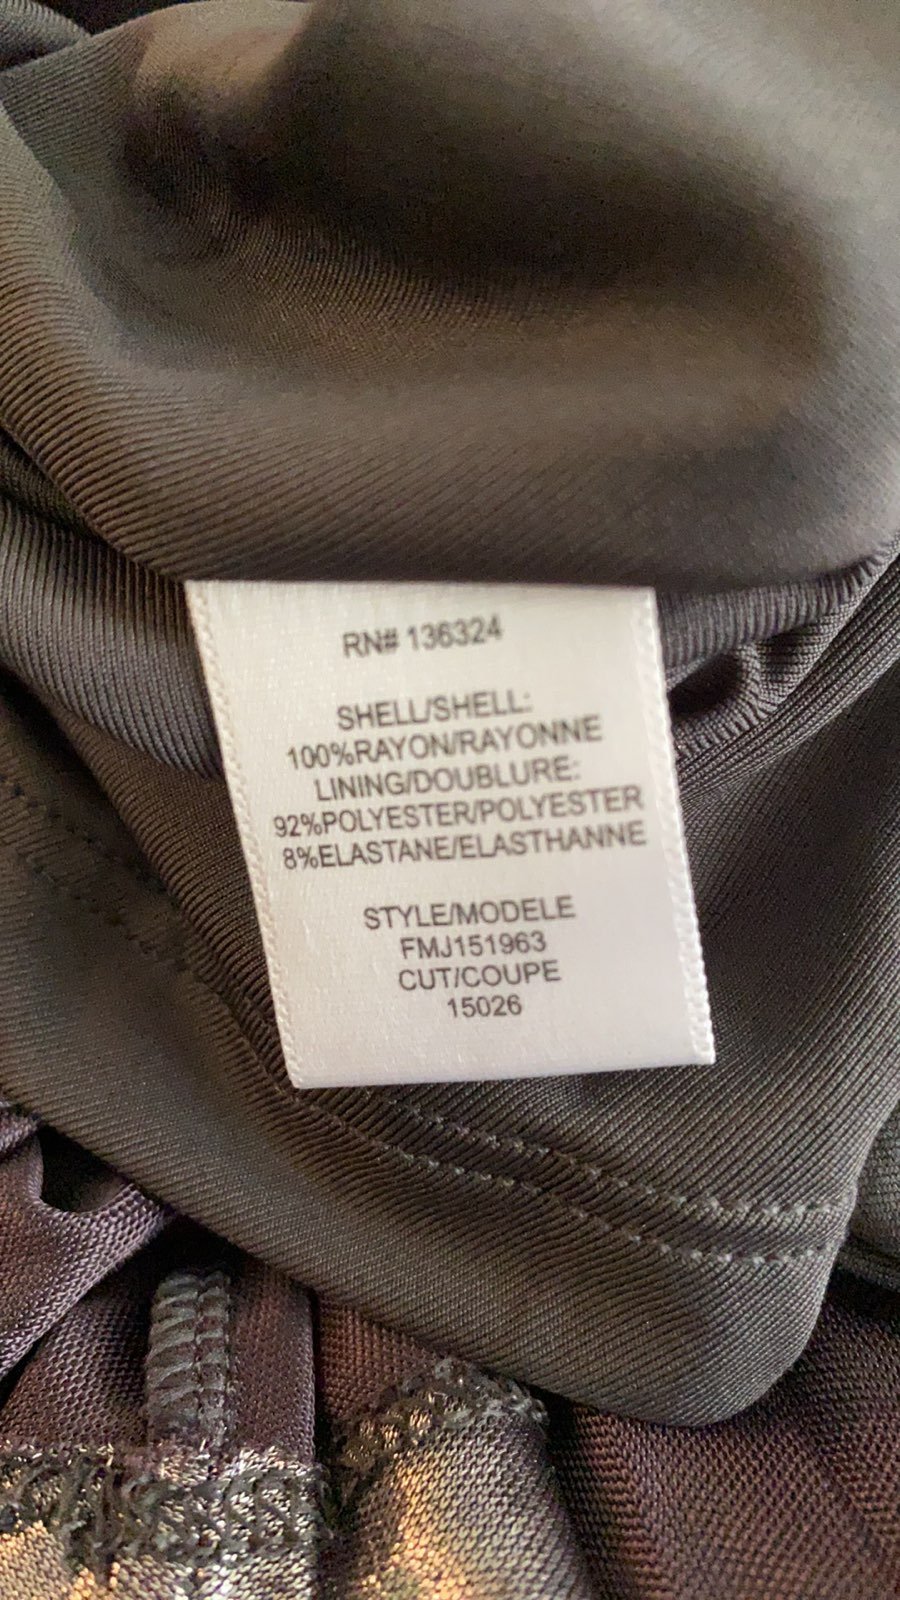 RN# 136324
SHELL/SHELL:
100%RAYON/RAYONNE
LINING/DOUBLURE:
92%POLYESTER/POLYESTER
8%ELASTANE/ELASTHANNE
STYLE/MODELE
FMJ151963
CUT/COUPE
15026